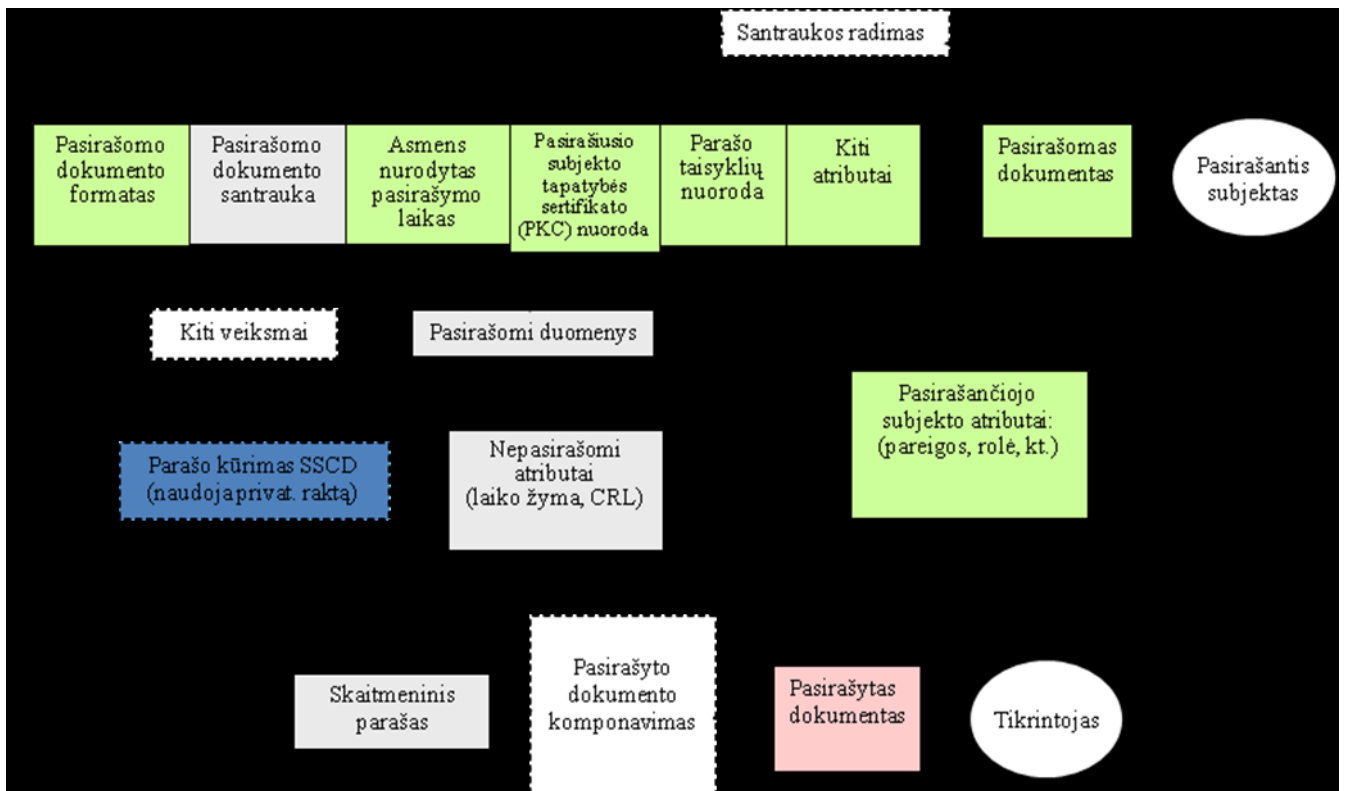 Santraukos radimas
Pasirašomo
dokumento
formatas
Pasirašomo
dokumento
santrauka
Asmens
nurodytas
pasirašymo
laikas
Pasirašiusio
subjekto
tapatybės
sertifikato
(PKC) nuoroda
Parašo
taisyklių
nuoroda
Kiti
atributai
Pasirašomas
dokumentas
Pasirašantis
subjektas
Kiti veiksmai
Pasirašomi duomenys
Pasirašančiojo
subjekto atributai:
(pareigos, rolė, kt.)
Parašo kūrimas SSCD
(naudoja privat. raktą)
Nepasirašomi
atributai
(laiko žyma, CRL)
Skaitmeninis
parašas
Pasirašyto
dokumento
komponavimas
Pasirašytas
dokumentas
Tikrintojas